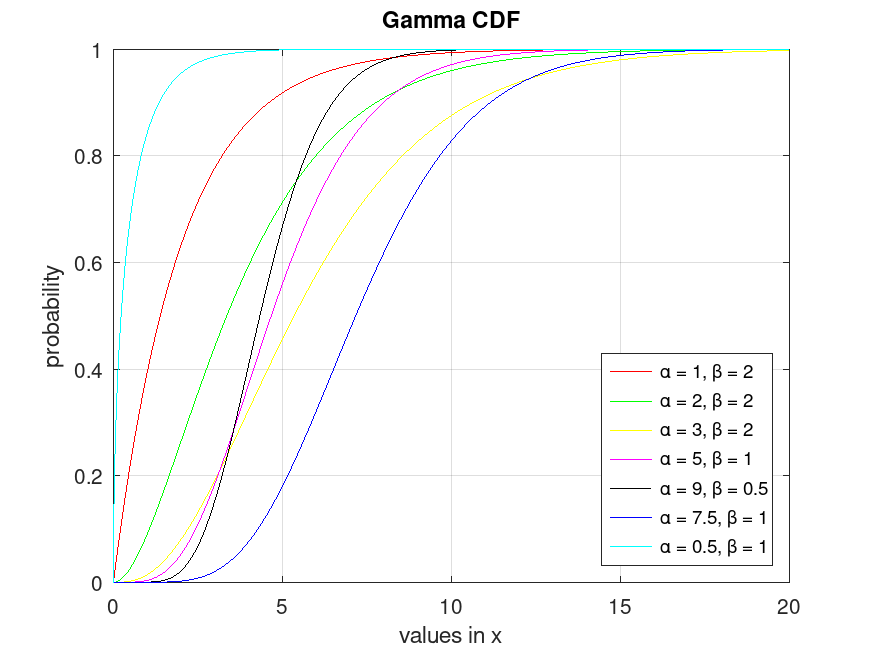 Gamma CDF
1
0.8
0.6
0.4
0.2
0
probability
0
5
10
15
20
values in x
α = 1, β = 2
α = 2, β = 2
α = 3, β = 2
α = 5, β = 1
α = 9, β = 0.5
α = 7.5, β = 1
α = 0.5, β = 1